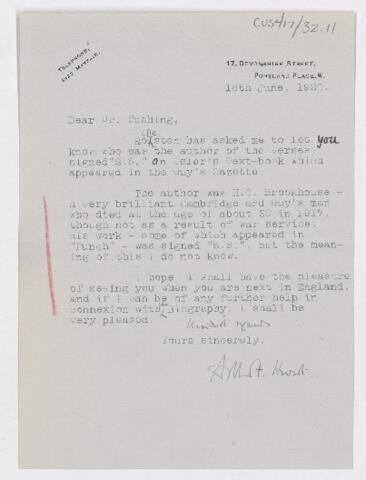 CUS417/32.11
TELEPHONE,
MAYFAIR.
17, DEVONSHIRE STREET,
PORTLAND PLACE, W.
16th June, 1920.
Dear Dr. Cushing,
Rolleston has asked me to let you
know who was the author of the verses
signed "S.S." on Osler's Text-book which
appeared in the Guy's Gazette.
The author was H.O. Brookhouse -
a very brilliant Cambridge and Guy's man
who died at the age of about 30 in 1917,
though not as a result of war service.
His work - some of which appeared in
"Punch" - was signed "S.S.", but the mean-
ing of this I do not know.
I hope I shall have the pleasure
of seeing you when you are next in England,
and if I can be of any further help in
connexion with the Biography, I shall be
very pleased.
Kindest regards
Yours sincerely,
Arthur F. Hurst.